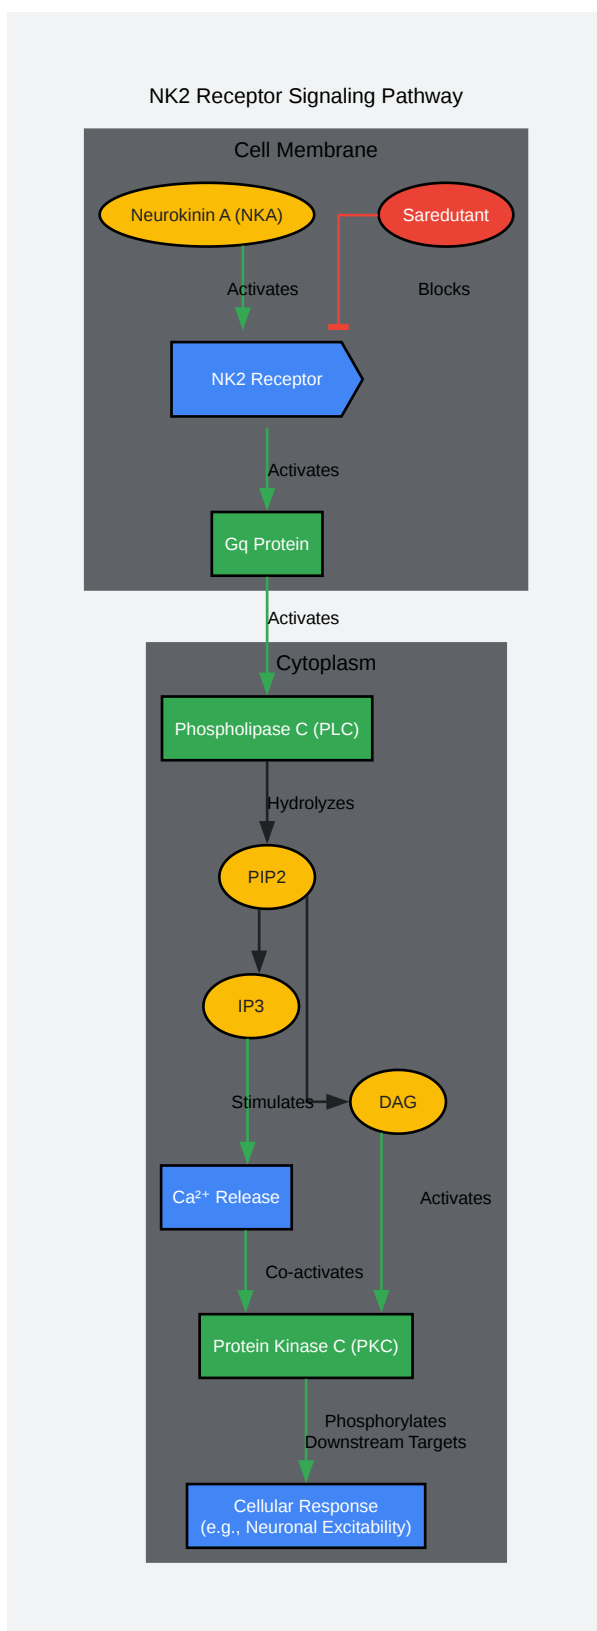 NK2 Receptor Signaling Pathway
Cell Membrane
Neurokinin A (NKA)
Saredutant
Activates
Blocks
NK2 Receptor
Activates
Gq Protein
Activates
Cytoplasm
Phospholipase C (PLC)
Hydrolyzes
PIP2
IP3
Stimulates
DAG
Ca²⁺ Release
Activates
Co-activates
Protein Kinase C (PKC)
Phosphorylates
Downstream Targets
Cellular Response
(e.g., Neuronal Excitability)